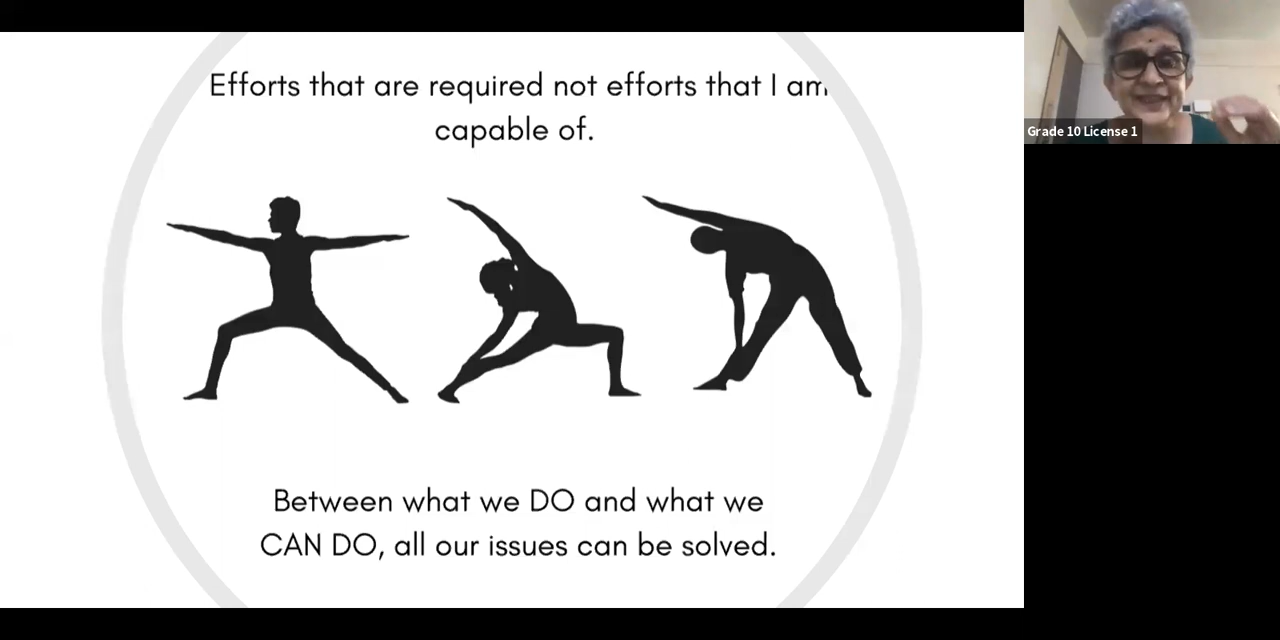 Efforts that are required not efforts that I am
capable of.
Between what we DO and what we
CAN DO, all our issues can be solved.
Grade 10 License 1